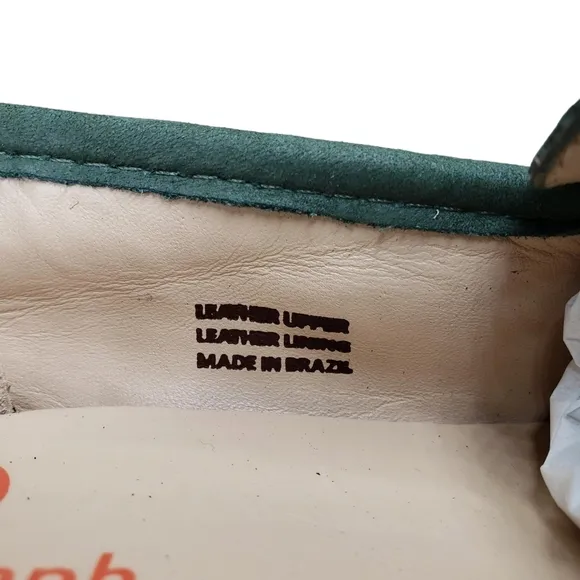 LEATHER UPPER
LEATHER LINING
MADE IN BRAZIL